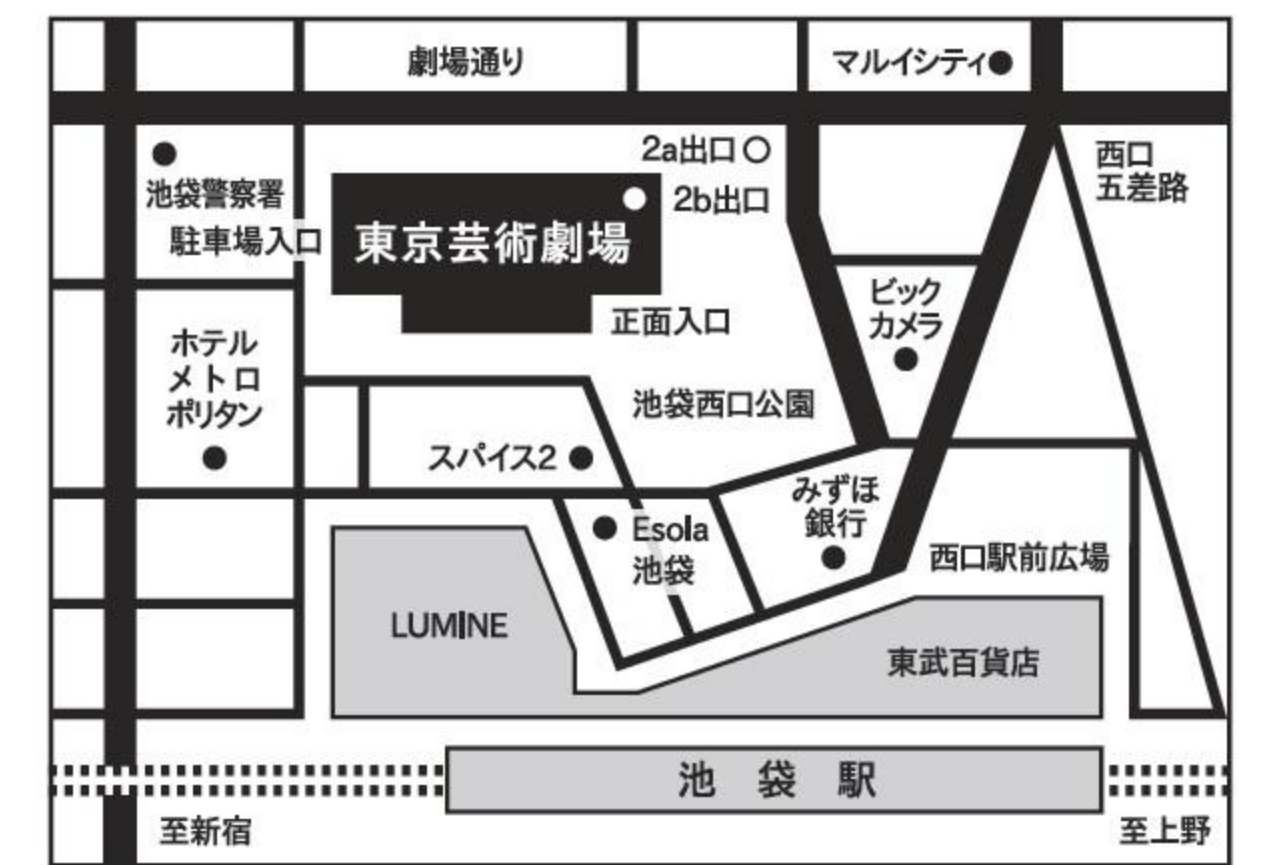 劇場通り
マルイシティ
2a出口
2b出口
西口
五差路
池袋警察署
駐車場入口
東京芸術劇場
正面入口
ビック
カメラ
ホテル
メトロ
ポリタン
池袋西口公園
スパイス2
みずほ
銀行
Esola
池袋
西口駅前広場
LUMINE
東武百貨店
池袋駅
至新宿
至上野